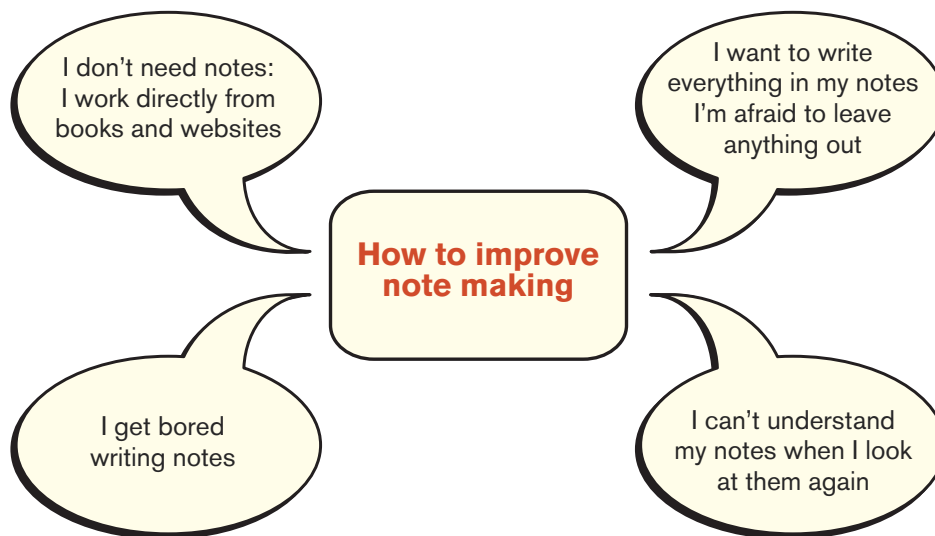 I don't need notes:
I work directly from
books and websites
I want to write
everything in my notes
I'm afraid to leave
anything out
How to improve
note making
I get bored
writing notes
I can't understand
my notes when I look
at them again